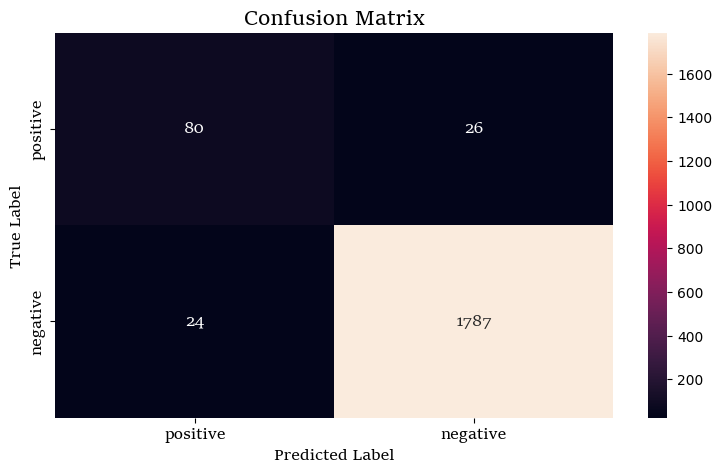 Confusion Matrix
True Label
positive
80
26
negative
24
1787
positive
negative
Predicted Label
1600
1400
1200
1000
800
600
400
200